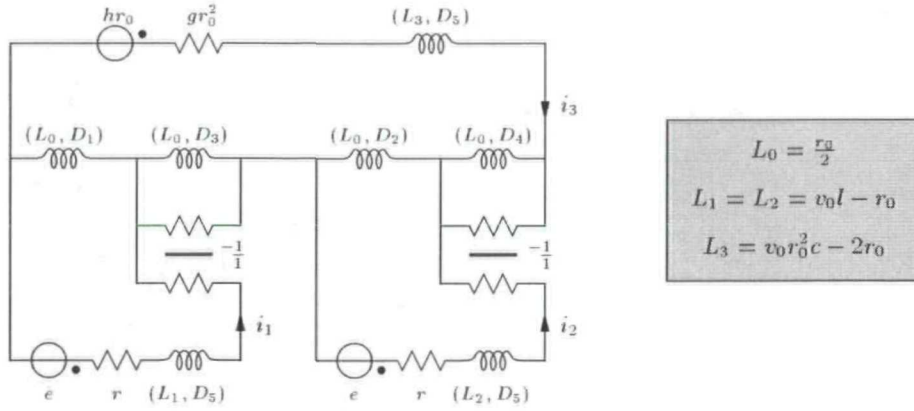 hr₀ gr₀² (L₃, D₅)
i₃
(L₀, D₁) (L₀, D₃) (L₀, D₂) (L₀, D₄)
L₀ = r₀/2
L₁ = L₂ = v₀l − r₀
L₃ = v₀r₀²c − 2r₀
−1/1 −1/1
i₁ i₂
e r (L₁, D₅) e r (L₂, D₅)